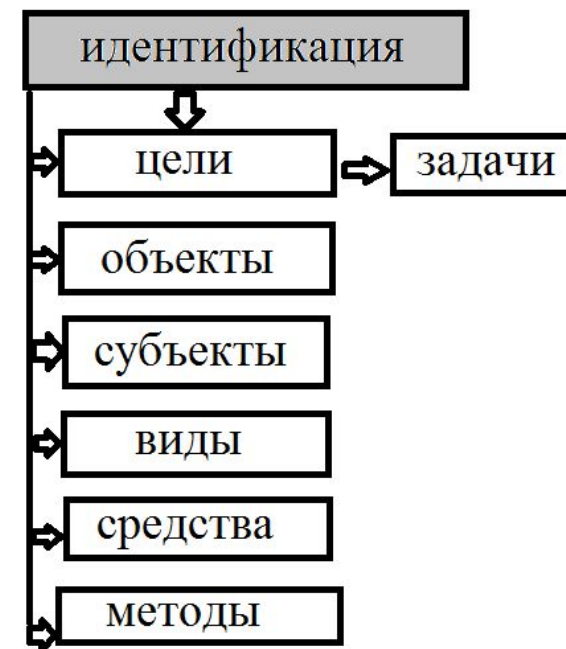 идентификация
цели
задачи
объекты
субъекты
виды
средства
методы